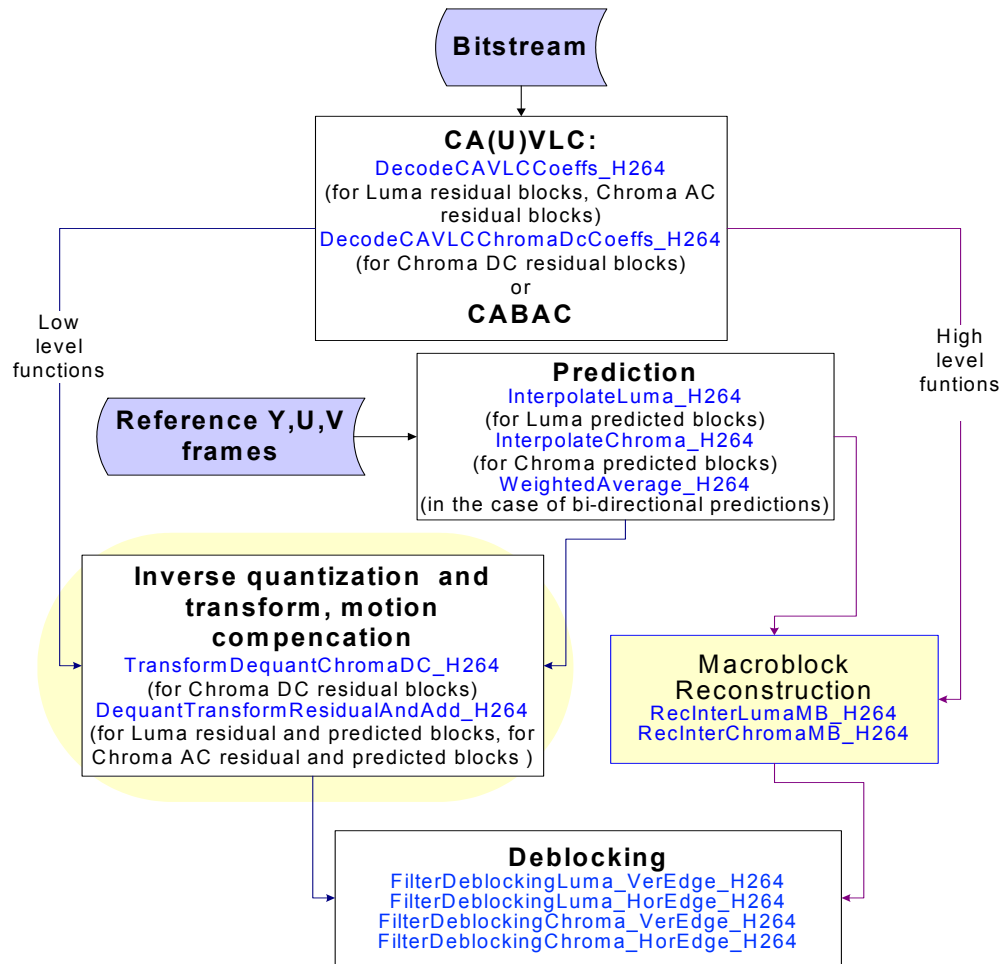 Bitstream
CA(U)VLC:
DecodeCAVLCCoeffs_H264
(for Luma residual blocks, Chroma AC
residual blocks)
DecodeCAVLCChromaDcCoeffs_H264
(for Chroma DC residual blocks)
or
CABAC
Low
level
functions
High
level
funtions
Prediction
InterpolateLuma_H264
(for Luma predicted blocks)
InterpolateChroma_H264
(for Chroma predicted blocks)
WeightedAverage_H264
(in the case of bi-directional predictions)
Reference Y,U,V
frames
Inverse quantization and
transform, motion
compencation
TransformDequantChromaDC_H264
(for Chroma DC residual blocks)
DequantTransformResidualAndAdd_H264
(for Luma residual and predicted blocks, for
Chroma AC residual and predicted blocks )
Macroblock
Reconstruction
RecInterLumaMB_H264
RecInterChromaMB_H264
Deblocking
FilterDeblockingLuma_VerEdge_H264
FilterDeblockingLuma_HorEdge_H264
FilterDeblockingChroma_VerEdge_H264
FilterDeblockingChroma_HorEdge_H264